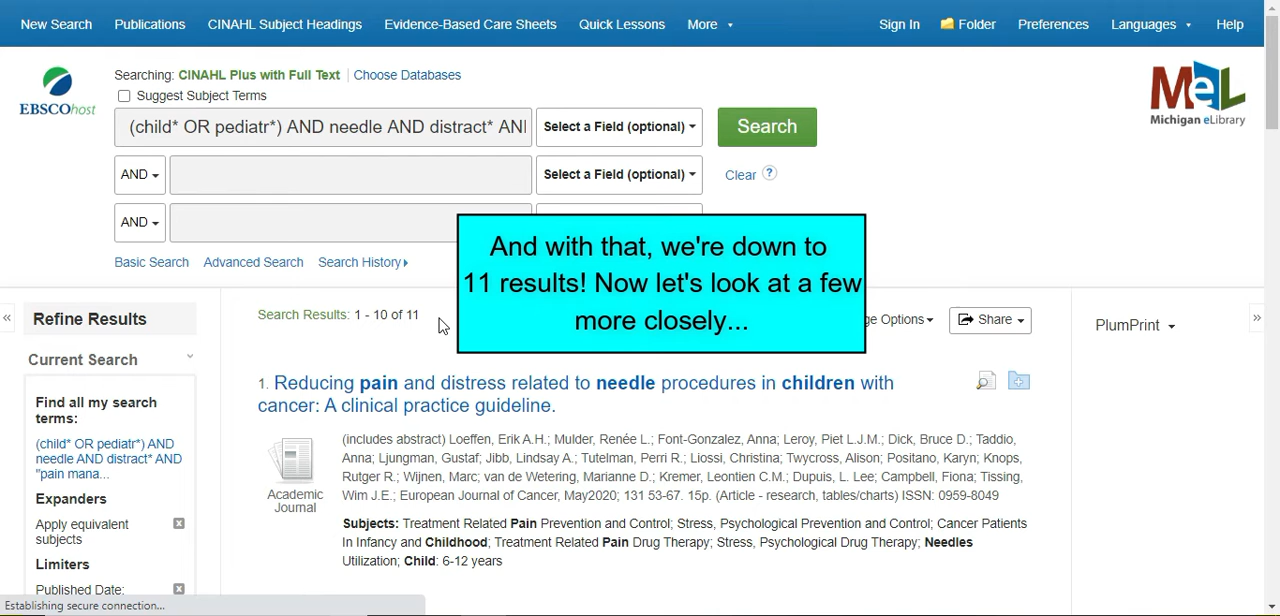 New Search Publications CINAHL Subject Headings Evidence-Based Care Sheets Quick Lessons More Sign In Folder Preferences Languages Help
EBSCOhost
Searching: CINAHL Plus with Full Text Choose Databases
Suggest Subject Terms
(child* OR pediatr*) AND needle AND distract* AN Select a Field (optional) Search
AND Select a Field (optional) Clear ?
AND
MeL
Michigan eLibrary
Basic Search Advanced Search Search History
And with that, we're down to
11 results! Now let's look at a few
more closely...
«
Refine Results
Current Search
Find all my search
terms:
(child* OR pediatr*) AND
needle AND distract* AND
"pain mana...
Expanders
Apply equivalent
subjects
Limiters
Published Date:
Search Results: 1 - 10 of 11
ge Options Share
PlumPrint
»
1. Reducing pain and distress related to needle procedures in children with
cancer: A clinical practice guideline.
Academic
Journal
(includes abstract) Loeffen, Erik A.H.; Mulder, Renée L.; Font-Gonzalez, Anna; Leroy, Piet L.J.M.; Dick, Bruce D.; Taddio,
Anna; Ljungman, Gustaf; Jibb, Lindsay A.; Tutelman, Perri R.; Liossi, Christina; Twycross, Alison; Positano, Karyn; Knops,
Rutger R.; Wijnen, Marc; van de Wetering, Marianne D.; Kremer, Leontien C.M.; Dupuis, L. Lee; Campbell, Fiona; Tissing,
Wim J.E.; European Journal of Cancer, May2020; 131 53-67. 15p. (Article - research, tables/charts) ISSN: 0959-8049
Subjects: Treatment Related Pain Prevention and Control; Stress, Psychological Prevention and Control; Cancer Patients
In Infancy and Childhood; Treatment Related Pain Drug Therapy; Stress, Psychological Drug Therapy; Needles
Utilization; Child: 6-12 years
Establishing secure connection...